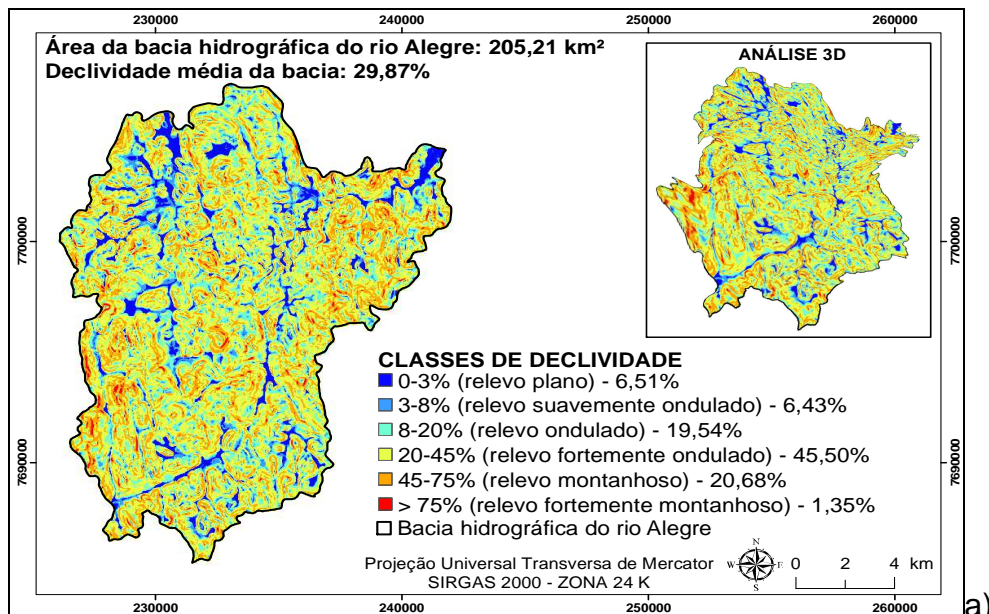 230000 240000 250000 260000
Área da bacia hidrográfica do rio Alegre: 205,21 km²
Declividade média da bacia: 29,87%
ANÁLISE 3D
7700000
7700000
CLASSES DE DECLIVIDADE
0-3% (relevo plano) - 6,51%
3-8% (relevo suavemente ondulado) - 6,43%
8-20% (relevo ondulado) - 19,54%
20-45% (relevo fortemente ondulado) - 45,50%
45-75% (relevo montanhoso) - 20,68%
> 75% (relevo fortemente montanhoso) - 1,35%
Bacia hidrográfica do rio Alegre
7690000
7690000
Projeção Universal Transversa de Mercator
SIRGAS 2000 - ZONA 24 K
N
W E
S
0 2 4 km
230000 240000 250000 260000
a)